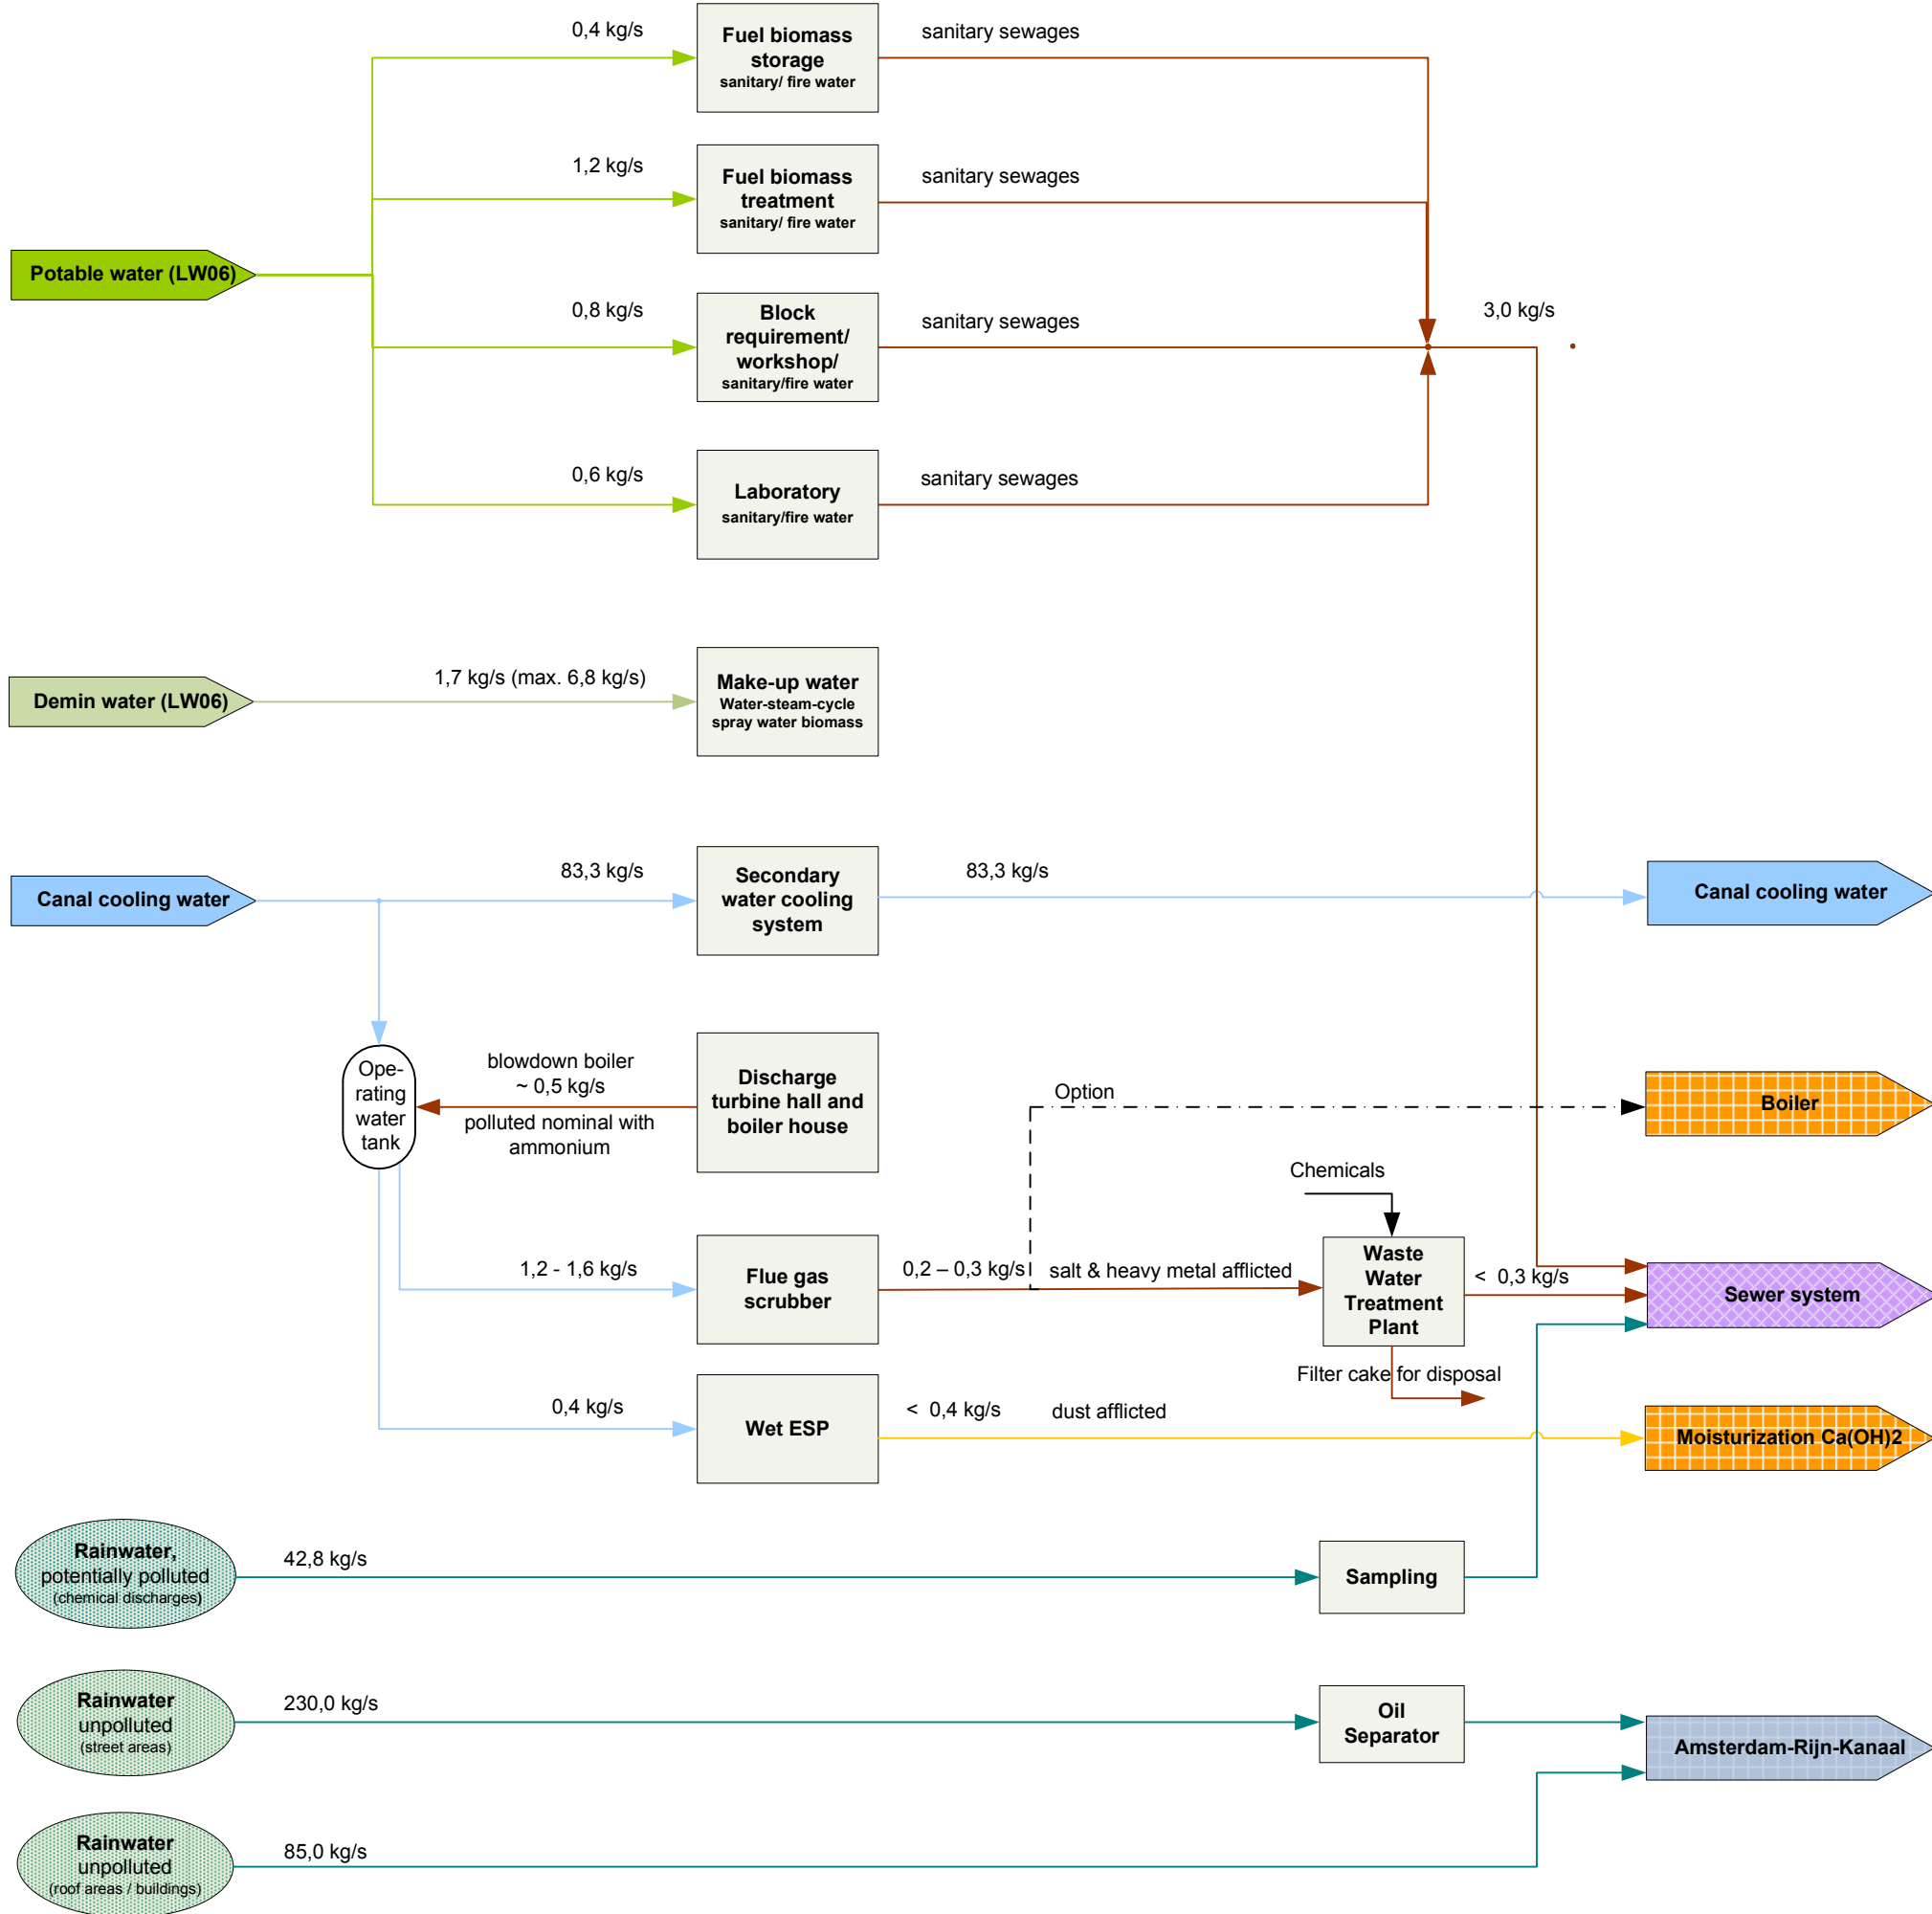 0,4 kg/s
Fuel biomass
storage
sanitary/ fire water
sanitary sewages
1,2 kg/s
Fuel biomass
treatment
sanitary/ fire water
sanitary sewages
Potable water (LW06)
0,8 kg/s
Block
requirement/
workshop/
sanitary/fire water
sanitary sewages
3,0 kg/s
0,6 kg/s
Laboratory
sanitary/fire water
sanitary sewages
Demin water (LW06)
1,7 kg/s (max. 6,8 kg/s)
Make-up water
Water-steam-cycle
spray water biomass
Canal cooling water
83,3 kg/s
Secondary
water cooling
system
83,3 kg/s
Canal cooling water
Ope-
rating
water
tank
blowdown boiler
~ 0,5 kg/s
polluted nominal with
ammonium
Discharge
turbine hall and
boiler house
Option
Boiler
Chemicals
1,2 - 1,6 kg/s
Flue gas
scrubber
0,2 – 0,3 kg/s
salt & heavy metal afflicted
Waste
Water
Treatment
Plant
< 0,3 kg/s
Sewer system
Filter cake for disposal
0,4 kg/s
Wet ESP
< 0,4 kg/s
dust afflicted
Moisturization Ca(OH)2
Rainwater,
potentially polluted
(chemical discharges)
42,8 kg/s
Sampling
Rainwater
unpolluted
(street areas)
230,0 kg/s
Oil
Separator
Amsterdam-Rijn-Kanaal
Rainwater
unpolluted
(roof areas / buildings)
85,0 kg/s